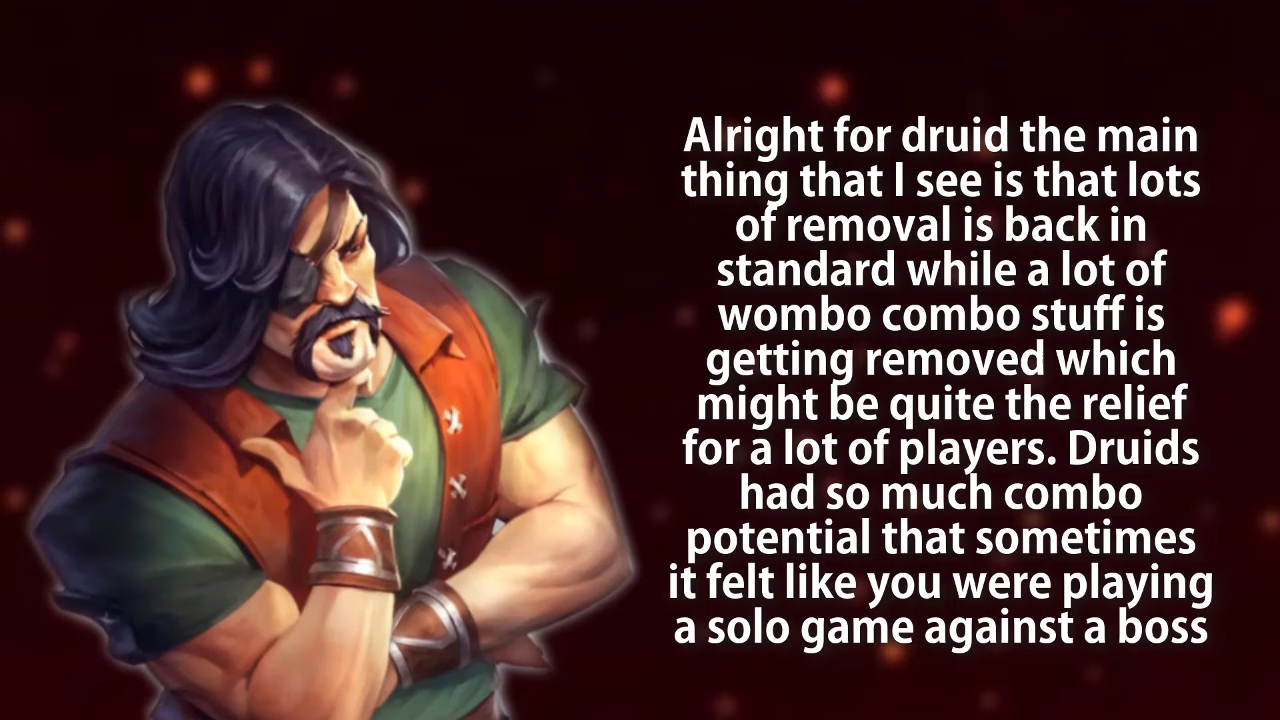 Alright for druid the main
thing that I see is that lots
of removal is back in
standard while a lot of
wombo combo stuff is
getting removed which
might be quite the relief
for a lot of players. Druids
had so much combo
potential that sometimes
it felt like you were playing
a solo game against a boss